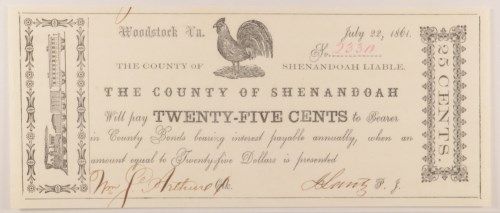 Woodstock Va.
July 22, 1861.
No. 2330
THE COUNTY OF SHENANDOAH LIABLE.
THE COUNTY OF SHENANDOAH
Will pay TWENTY-FIVE CENTS to Bearer
in County Bonds bearing interest payable annually, when an
amount equal to Twenty-five Dollars is presented
Clk. P. J.
25 CENTS.